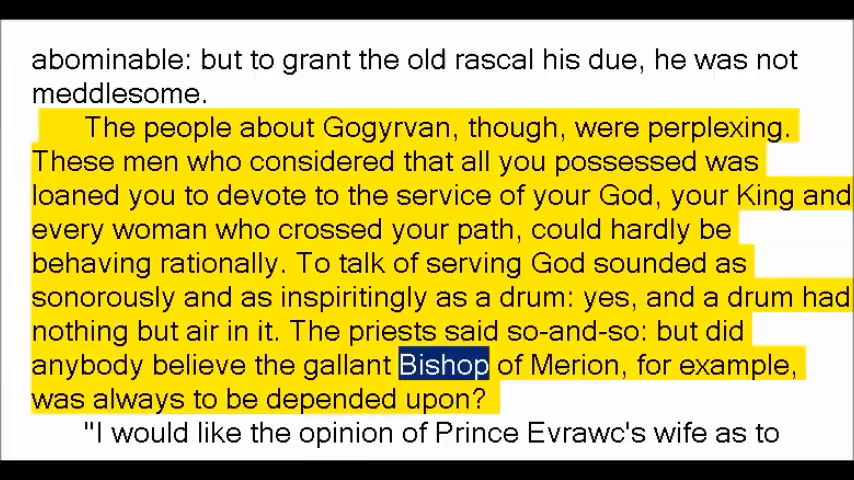 abominable: but to grant the old rascal his due, he was not
meddlesome.
The people about Gogyrvan, though, were perplexing.
These men who considered that all you possessed was
loaned you to devote to the service of your God, your King and
every woman who crossed your path, could hardly be
behaving rationally. To talk of serving God sounded as
sonorously and as inspiritingly as a drum: yes, and a drum had
nothing but air in it. The priests said so-and-so: but did
anybody believe the gallant Bishop of Merion, for example,
was always to be depended upon?
"I would like the opinion of Prince Evrawc's wife as to